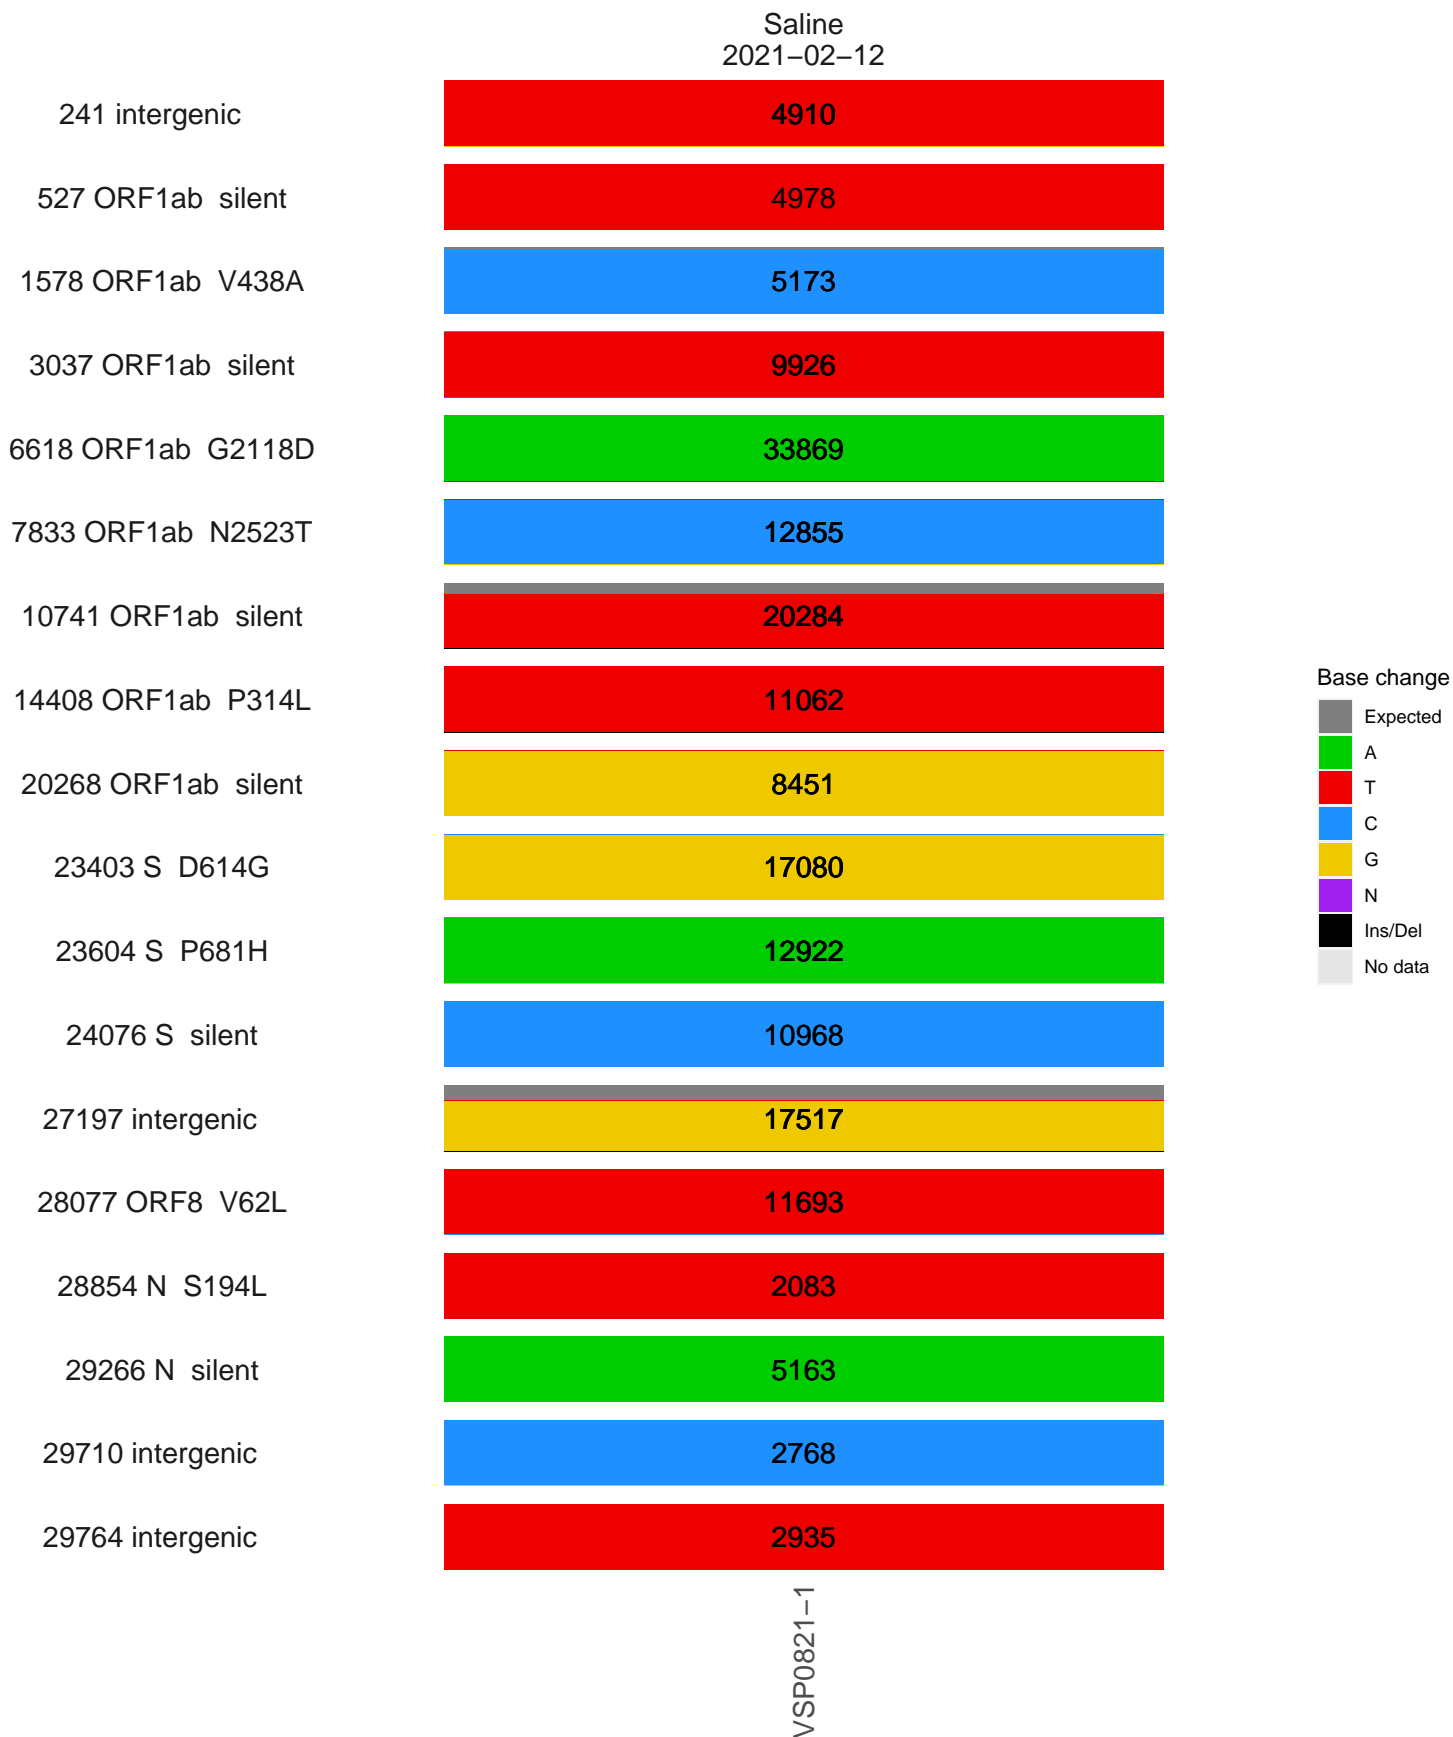 Saline
2021−02−12
241 intergenic
4910
527 ORF1ab silent
4978
1578 ORF1ab V438A
5173
3037 ORF1ab silent
9926
6618 ORF1ab G2118D
33869
7833 ORF1ab N2523T
12855
10741 ORF1ab silent
20284
14408 ORF1ab P314L
11062
20268 ORF1ab silent
8451
23403 S D614G
17080
23604 S P681H
12922
24076 S silent
10968
27197 intergenic
17517
28077 ORF8 V62L
11693
28854 N S194L
2083
29266 N silent
5163
29710 intergenic
2768
29764 intergenic
2935
VSP0821−1
Base change
Expected
A
T
C
G
N
Ins/Del
No data